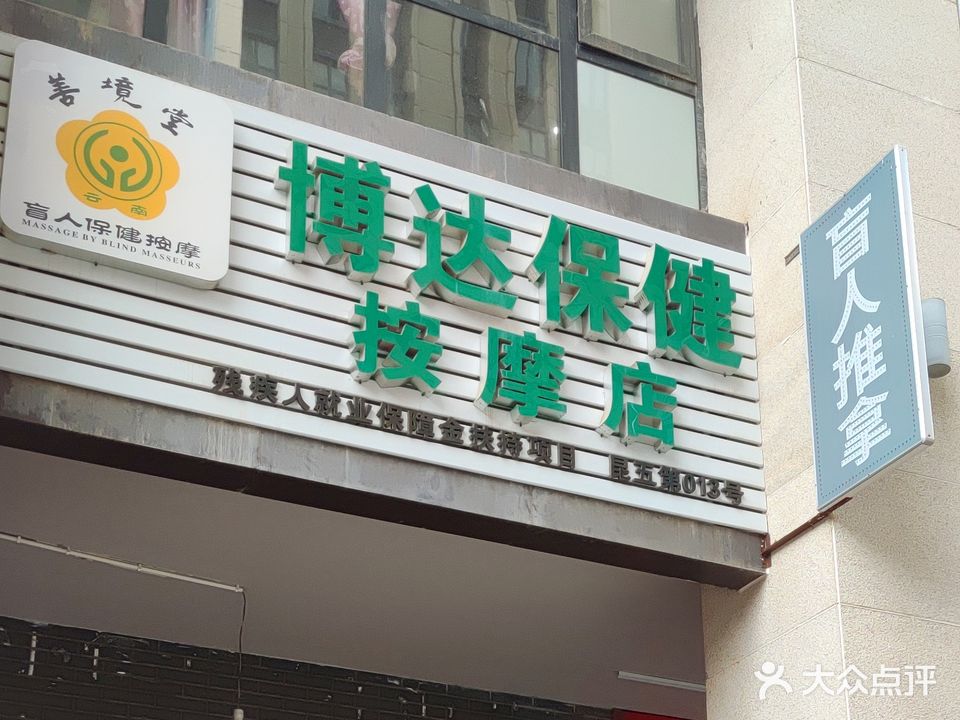 善境堂
云南
盲人保健按摩
MASSAGE BY BLIND MASSEURS
博达保健
按摩店
残疾人就业保障金扶持项目 昆五第013号
盲人推拿
大众点评